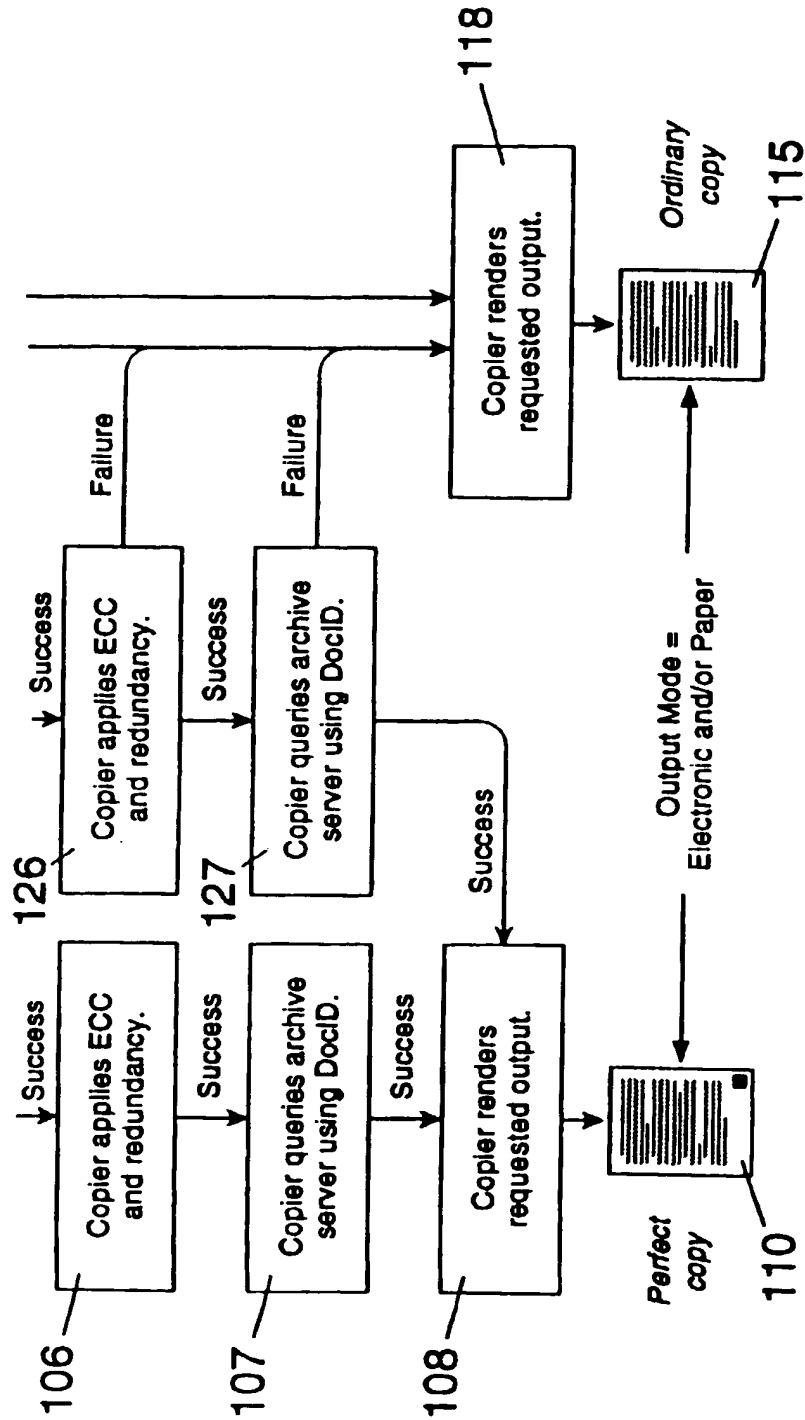 Success
106
Copier applies ECC
and redundancy.
Success
107
Copier queries archive
server using DocID.
Success
108
Copier renders
requested output.
Perfect
copy
110
Success
126
Copier applies ECC
and redundancy.
Failure
Success
127
Copier queries archive
server using DocID.
Failure
Success
118
Copier renders
requested output.
Ordinary
copy
115
Output Mode =
Electronic and/or Paper